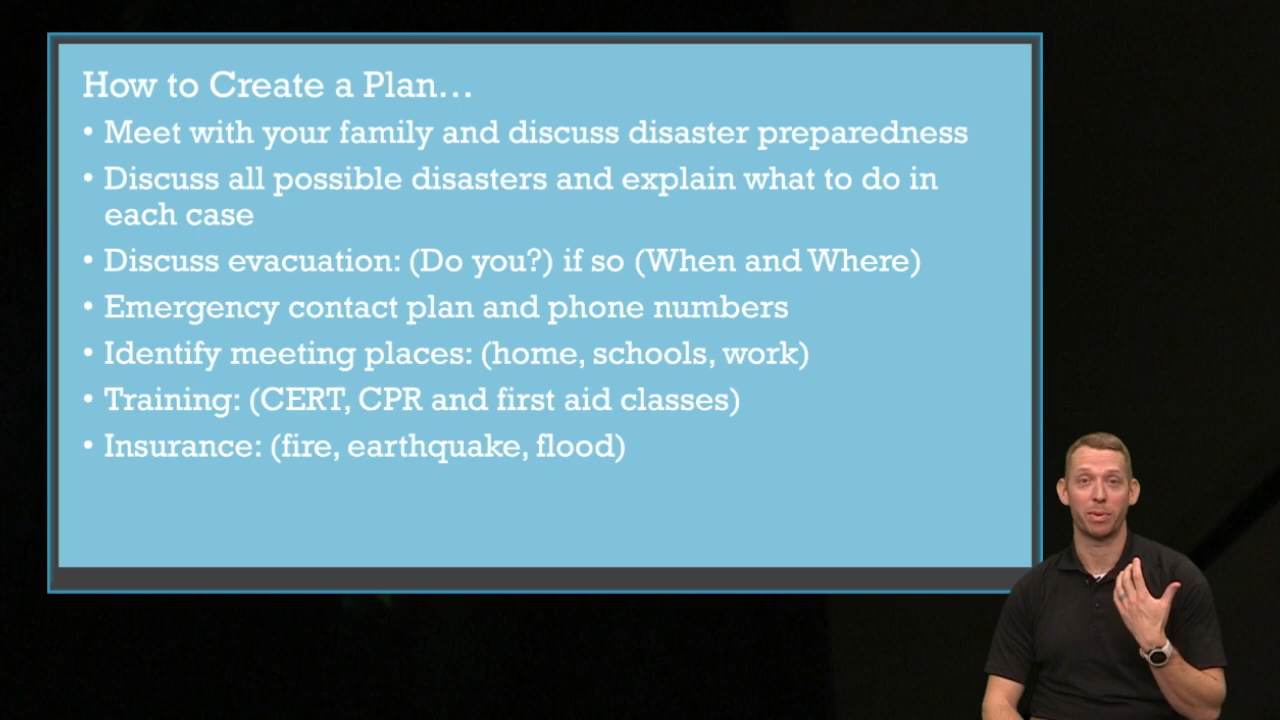 How to Create a Plan...
• Meet with your family and discuss disaster preparedness
• Discuss all possible disasters and explain what to do in
each case
• Discuss evacuation: (Do you?) if so (When and Where)
• Emergency contact plan and phone numbers
• Identify meeting places: (home, schools, work)
• Training: (CERT, CPR and first aid classes)
• Insurance: (fire, earthquake, flood)